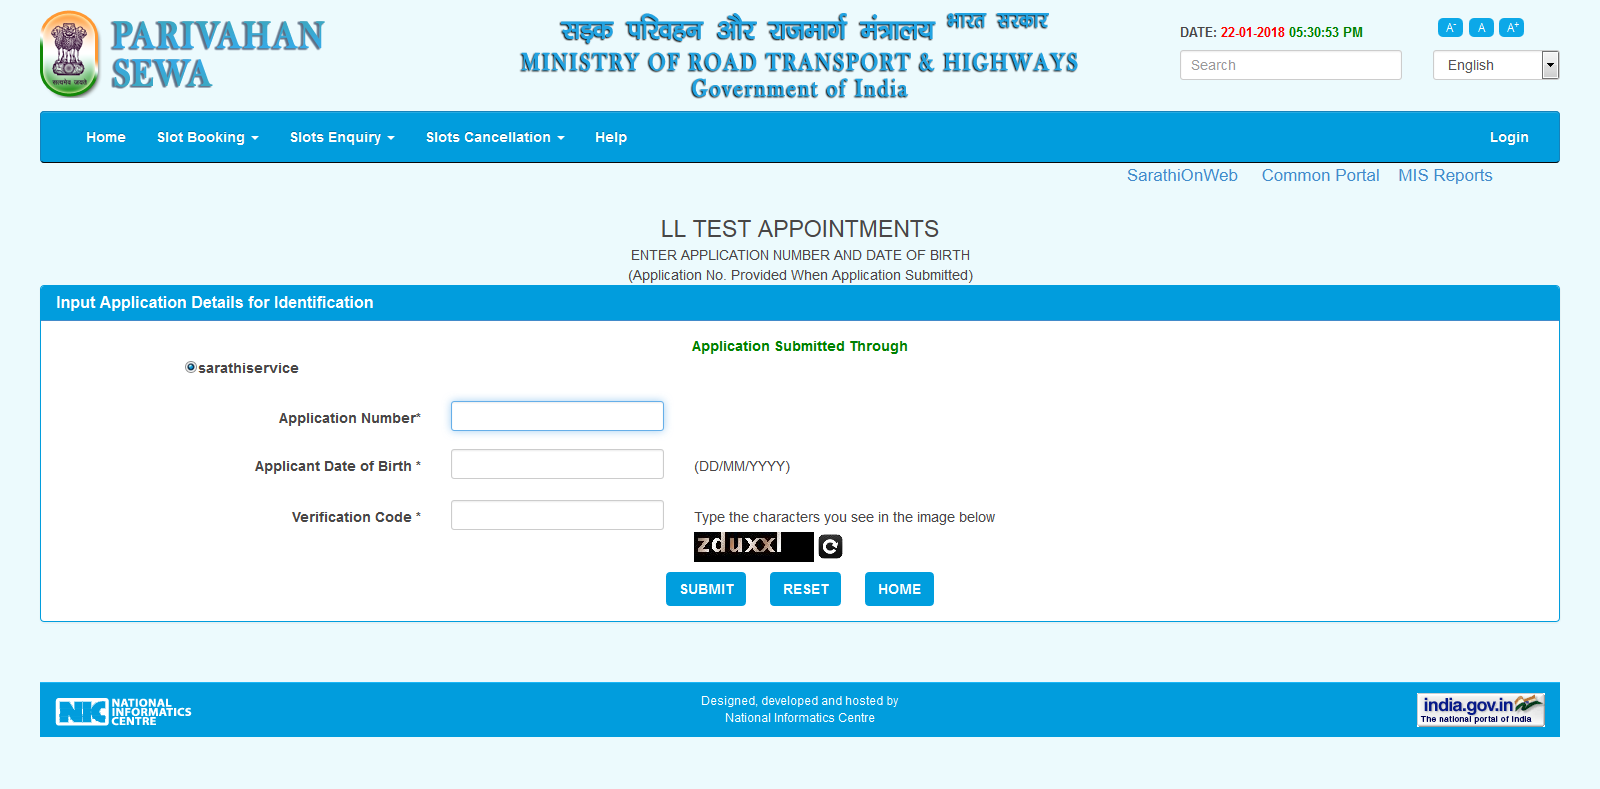 PARIVAHAN
SEWA
सड़क परिवहन और राजमार्ग मंत्रालय भारत सरकार
MINISTRY OF ROAD TRANSPORT & HIGHWAYS
Government of India
DATE: 22-01-2018 05:30:53 PM
A- A A+
Search
English
Home Slot Booking Slots Enquiry Slots Cancellation Help Login
SarathiOnWeb Common Portal MIS Reports
LL TEST APPOINTMENTS
ENTER APPLICATION NUMBER AND DATE OF BIRTH
(Application No. Provided When Application Submitted)
Input Application Details for Identification
Application Submitted Through
sarathiservice
Application Number*
Applicant Date of Birth * (DD/MM/YYYY)
Verification Code * Type the characters you see in the image below
zduxxl
SUBMIT RESET HOME
NIC NATIONAL
INFORMATICS
CENTRE
Designed, developed and hosted by
National Informatics Centre
india.gov.in
The national portal of India